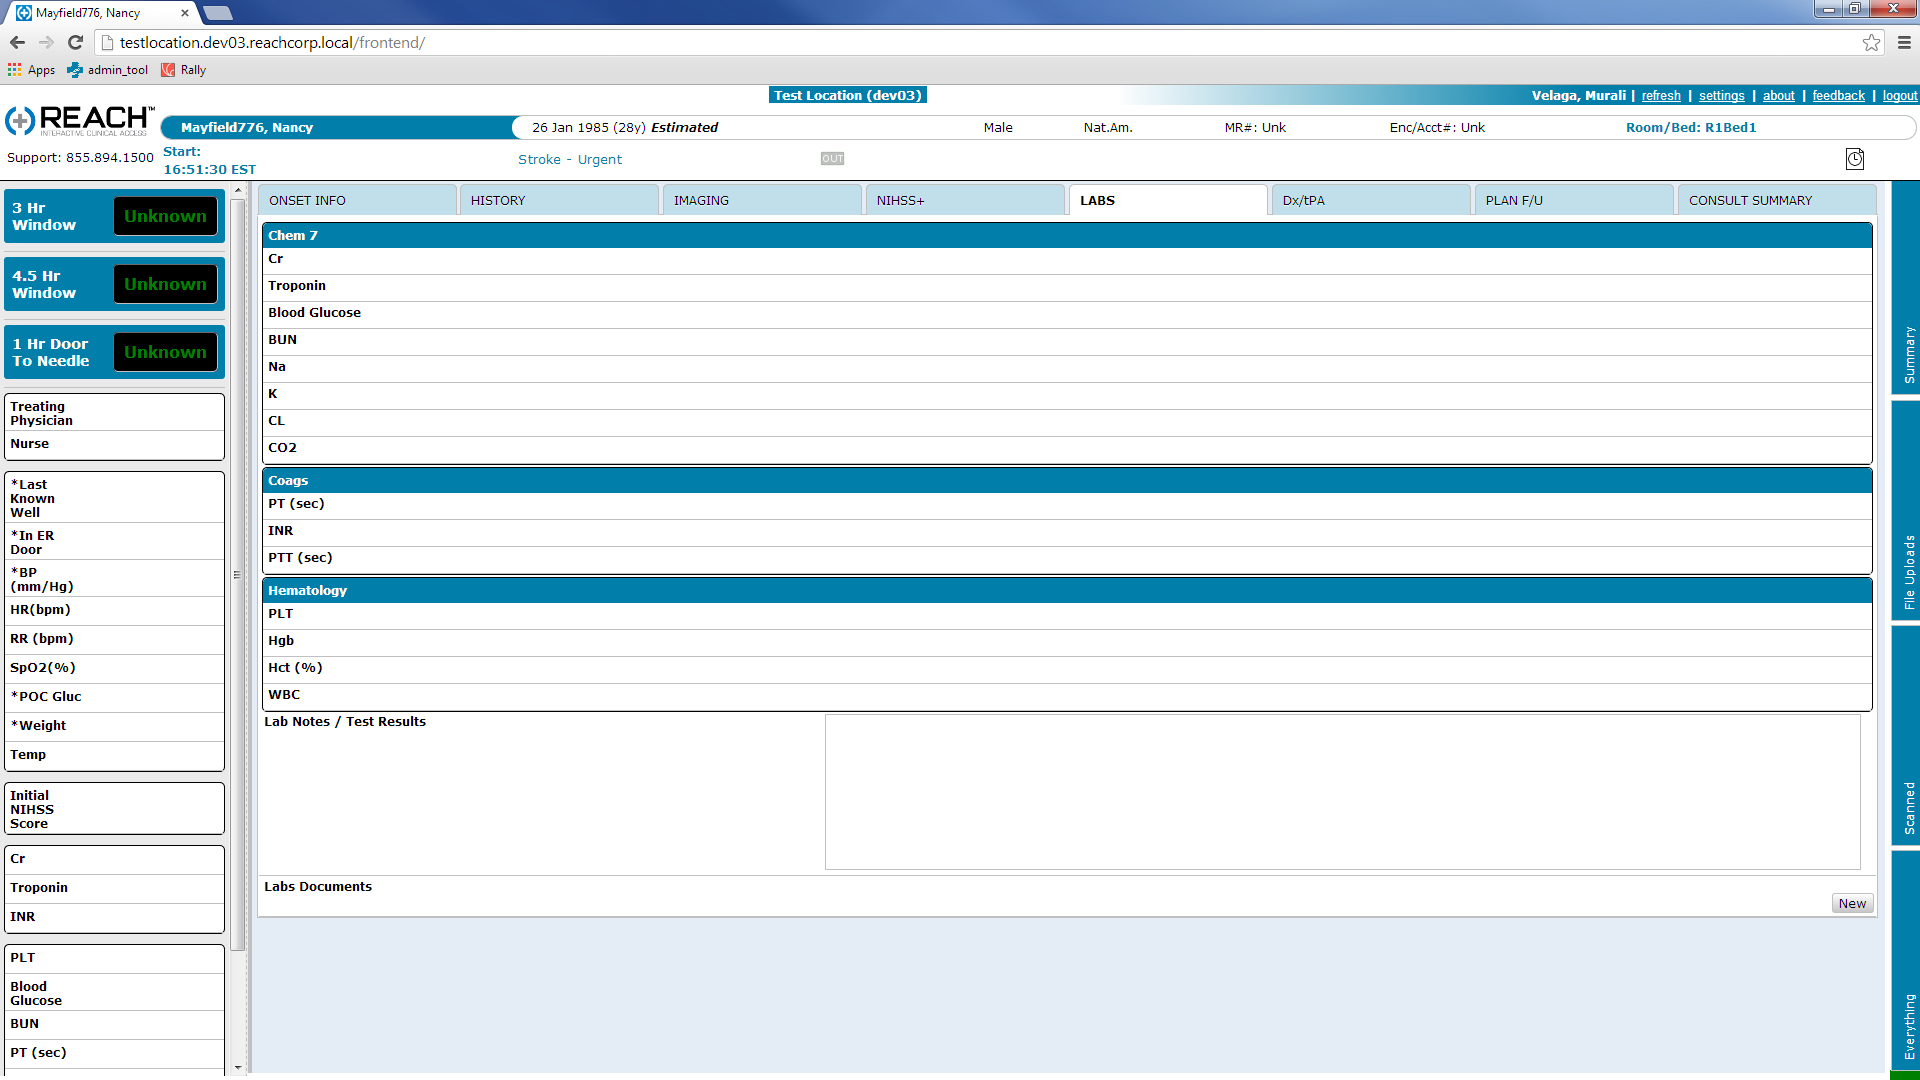 Mayfield776, Nancy
testlocation.dev03.reachcorp.local/frontend/
Apps admin_tool Rally
Test Location (dev03) Velaga, Murali | refresh | settings | about | feedback | logout
REACH™
INTERACTIVE CLINICAL ACCESS
Mayfield776, Nancy 26 Jan 1985 (28y) Estimated Male Nat.Am. MR#: Unk Enc/Acct#: Unk Room/Bed: R1Bed1
Support: 855.894.1500
Start:
16:51:30 EST
Stroke - Urgent OUT
3 Hr
Window
Unknown
4.5 Hr
Window
Unknown
1 Hr Door
To Needle
Unknown
Treating
Physician
Nurse
*Last
Known
Well
*In ER
Door
*BP
(mm/Hg)
HR(bpm)
RR (bpm)
SpO2(%)
*POC Gluc
*Weight
Temp
Initial
NIHSS
Score
Cr
Troponin
INR
PLT
Blood
Glucose
BUN
PT (sec)
ONSET INFO HISTORY IMAGING NIHSS+ LABS Dx/tPA PLAN F/U CONSULT SUMMARY
Chem 7
Cr
Troponin
Blood Glucose
BUN
Na
K
CL
CO2
Coags
PT (sec)
INR
PTT (sec)
Hematology
PLT
Hgb
Hct (%)
WBC
Lab Notes / Test Results
Labs Documents
New
Summary
File Uploads
Scanned
Everything